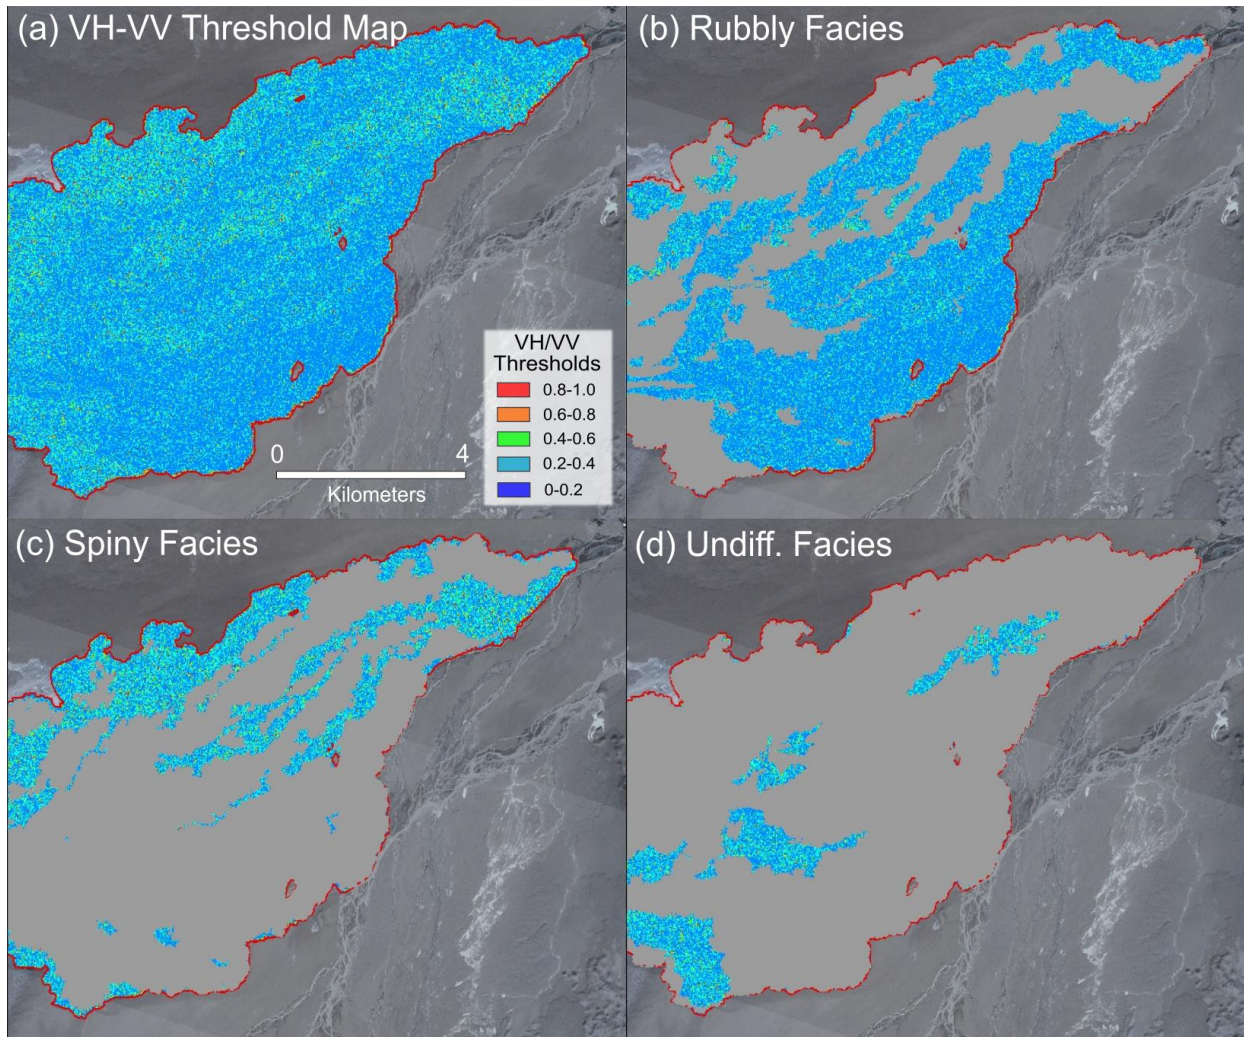 (a) VH-VV Threshold Map
(b) Rubbly Facies
VH/VV
Thresholds
0.8-1.0
0.6-0.8
0.4-0.6
0.2-0.4
0-0.2
0 4
Kilometers
(c) Spiny Facies
(d) Undiff. Facies